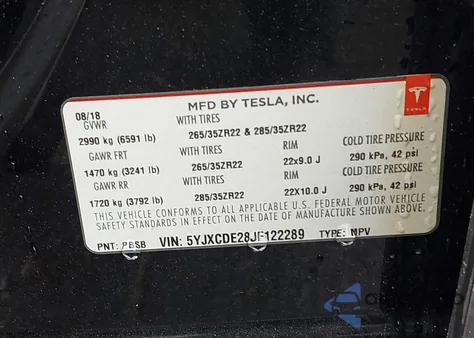 MFD BY TESLA, INC.
TESLA
08/18
GVWR WITH TIRES
2990 kg (6591 lb) 265/35ZR22 & 285/35ZR22
GAWR FRT WITH TIRES RIM COLD TIRE PRESSURE
1470 kg (3241 lb) 265/35ZR22 22x9.0 J 290 kPa, 42 psi
GAWR RR WITH TIRES RIM COLD TIRE PRESSURE
1720 kg (3792 lb) 285/35ZR22 22X10.0 J 290 kPa, 42 psi
THIS VEHICLE CONFORMS TO ALL APPLICABLE U.S. FEDERAL MOTOR VEHICLE
SAFETY STANDARDS IN EFFECT ON THE DATE OF MANUFACTURE SHOWN ABOVE.
PNT: PBSB VIN: 5YJXCDE28JF122289 TYPE: MPV